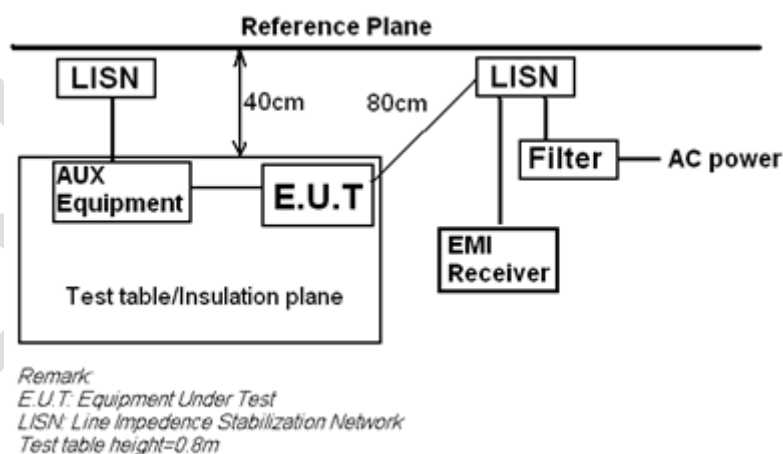 Reference Plane
LISN
40cm
80cm
LISN
Filter
AC power
AUX
Equipment
E.U.T
EMI
Receiver
Test table/Insulation plane
Remark:
E.U.T: Equipment Under Test
LISN: Line Impedence Stabilization Network
Test table height=0.8m